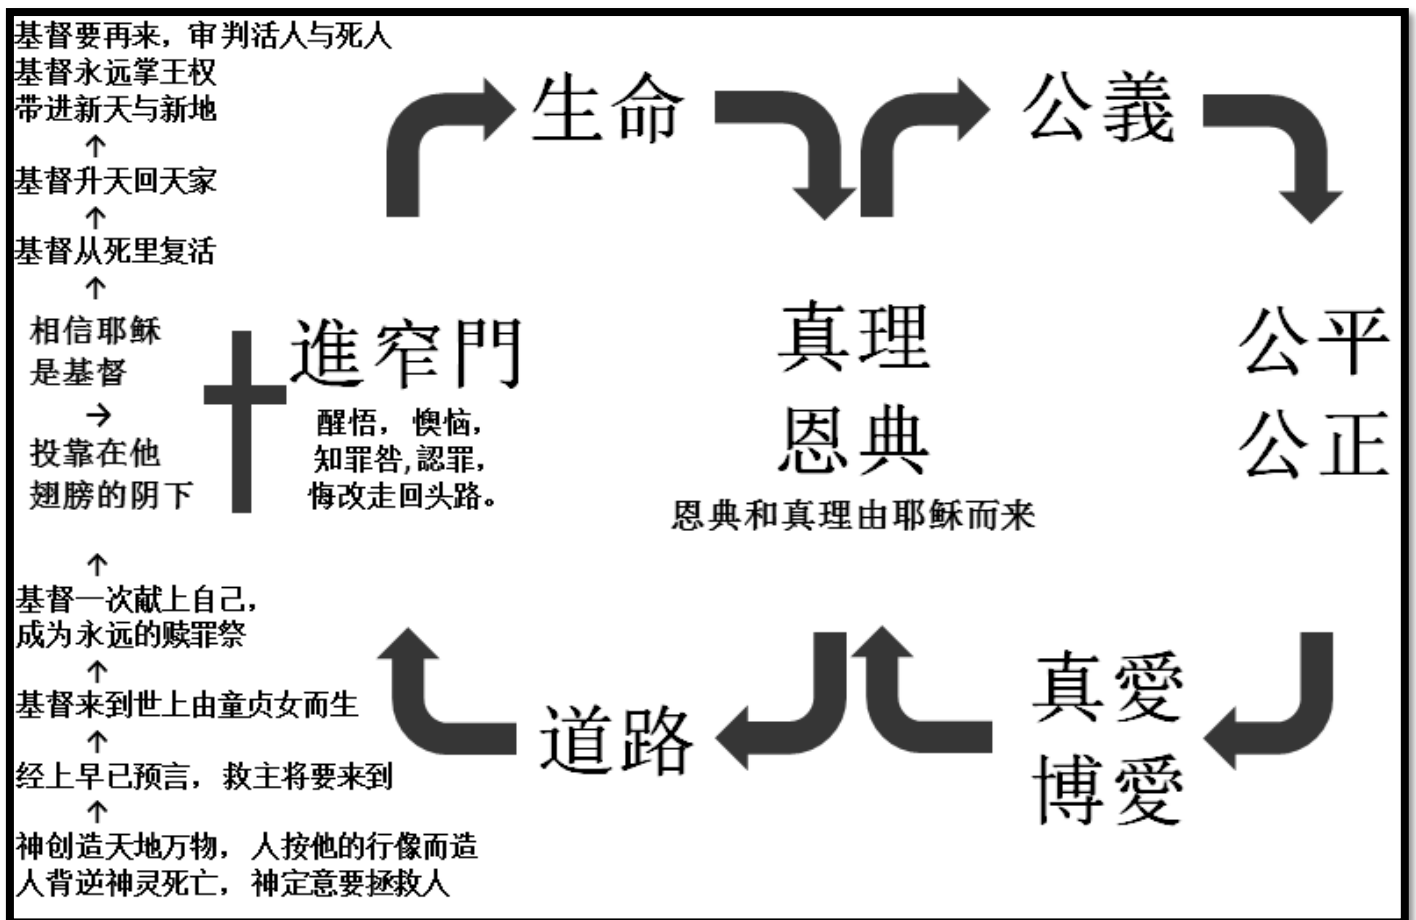 基督要再来，审判活人与死人
基督永远掌王权
带进新天与新地
↑
基督升天回天家
↑
基督从死里复活
↑
相信耶稣
是基督
→
投靠在他
翅膀的阴下
↑
基督一次献上自己，
成为永远的赎罪祭
↑
基督来到世上由童贞女而生
↑
经上早已预言，救主将要来到
↑
神创造天地万物，人按他的行像而造
人背逆神灵死亡，神定意要拯救人
進窄門
醒悟，懊恼，
知罪咎,認罪，
悔改走回头路。
生命
真理
恩典
恩典和真理由耶稣而来
道路
公義
公平
公正
真愛
博愛